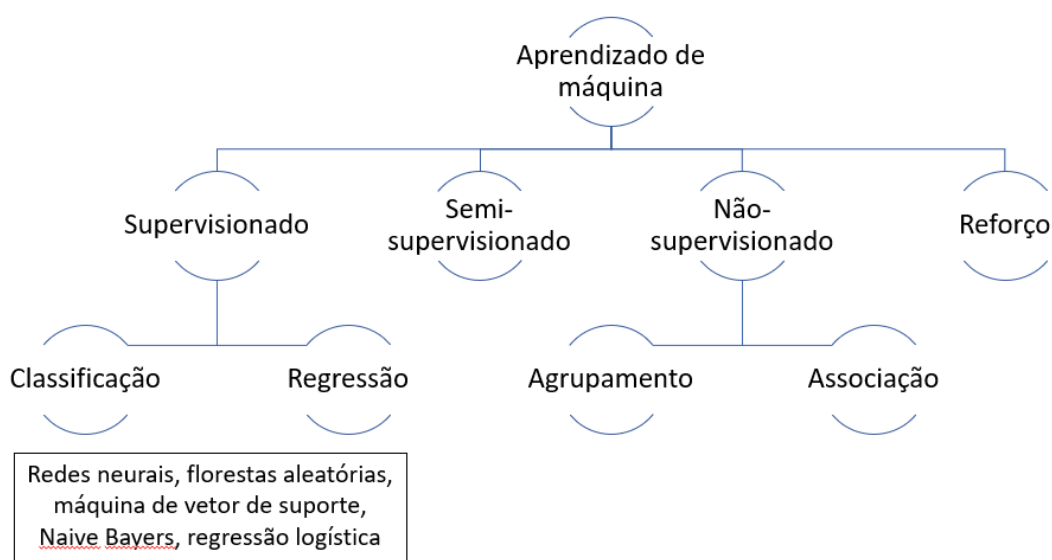 Aprendizado de
máquina
Supervisionado
Semi-
supervisionado
Não-
supervisionado
Reforço
Classificação
Regressão
Agrupamento
Associação
Redes neurais, florestas aleatórias,
máquina de vetor de suporte,
Naive Bayers, regressão logística